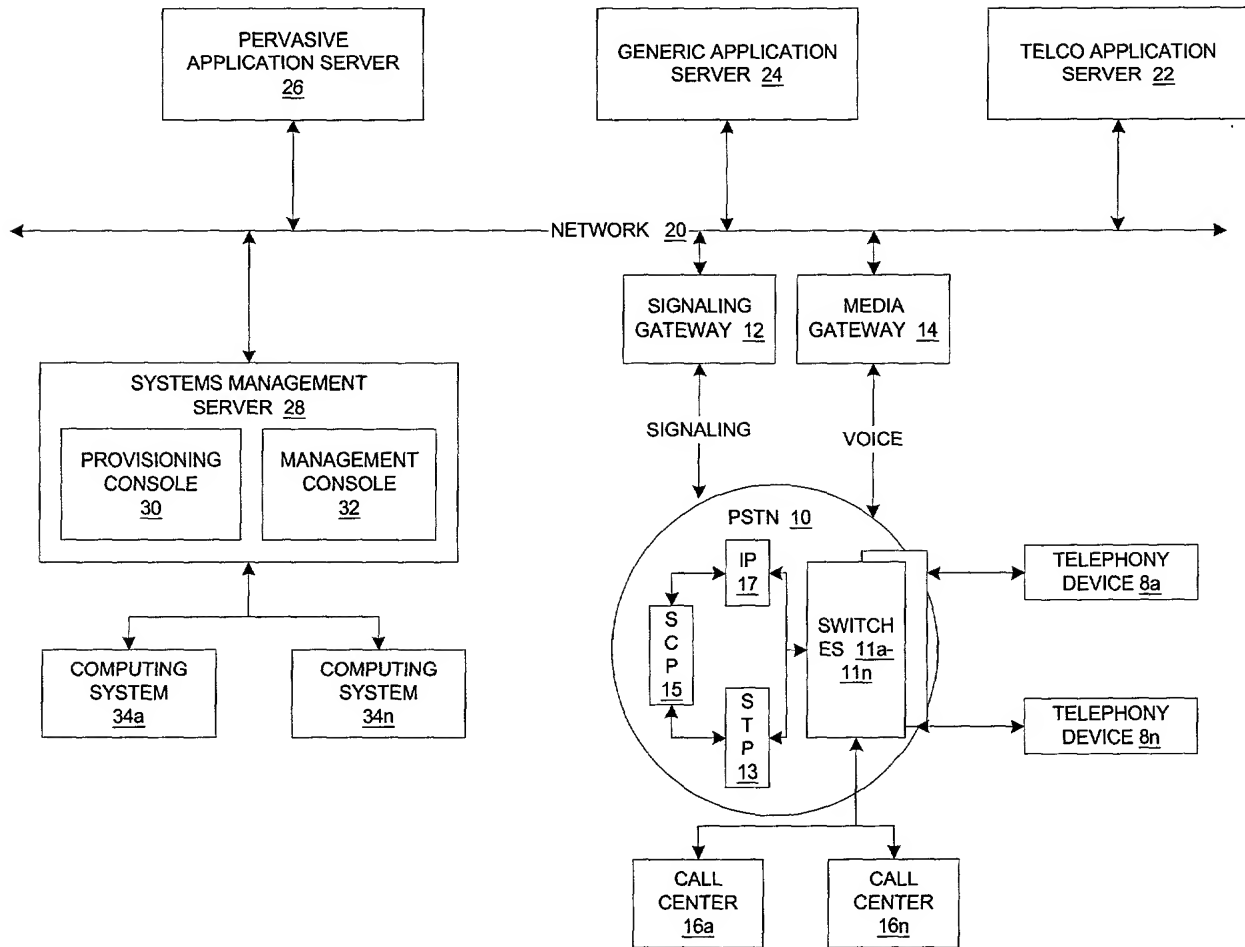 PERVASIVE
APPLICATION SERVER
26
GENERIC APPLICATION
SERVER 24
TELCO APPLICATION
SERVER 22
NETWORK 20
SIGNALING
GATEWAY 12
MEDIA
GATEWAY 14
SYSTEMS MANAGEMENT
SERVER 28
PROVISIONING
CONSOLE
30
MANAGEMENT
CONSOLE
32
SIGNALING
VOICE
PSTN 10
IP
17
S
C
P
15
S
T
P
13
SWITCH
ES 11a-
11n
TELEPHONY
DEVICE 8a
TELEPHONY
DEVICE 8n
COMPUTING
SYSTEM
34a
COMPUTING
SYSTEM
34n
CALL
CENTER
16a
CALL
CENTER
16n